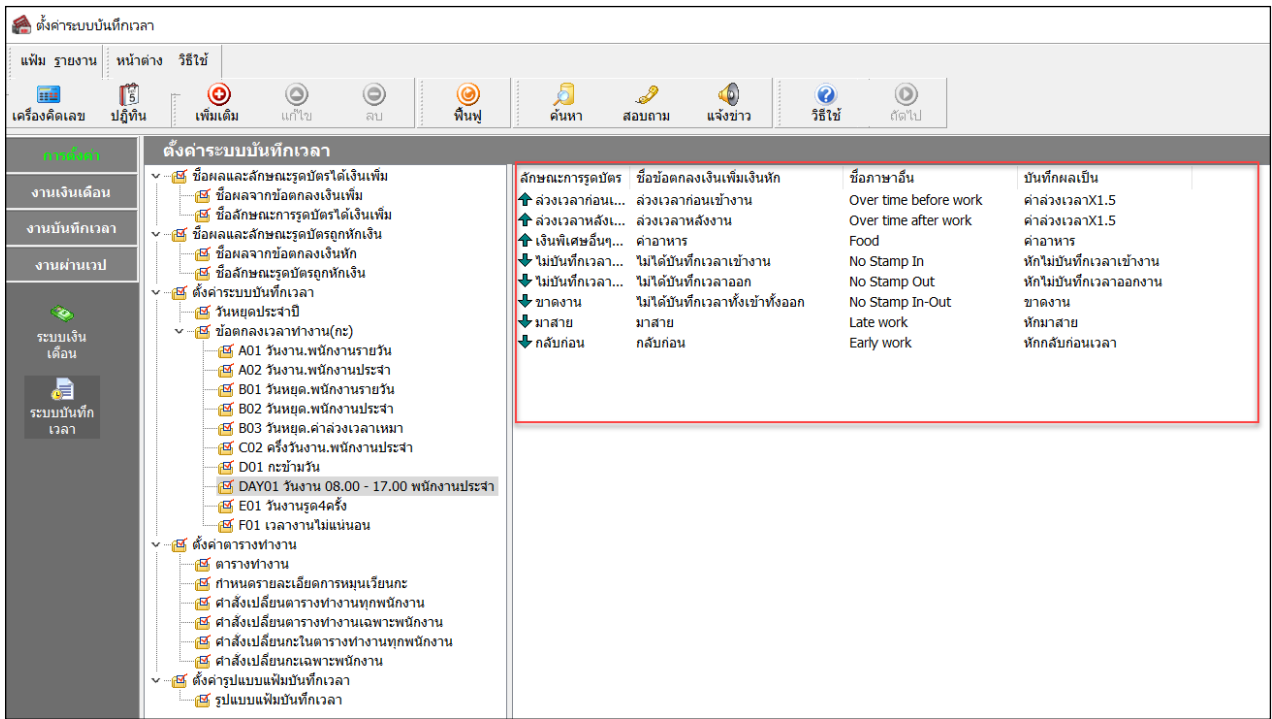 ตั้งค่าระบบบันทึกเวลา
แฟ้ม รายงาน หน้าต่าง วิธีใช้
เครื่องคิดเลข ปฏิทิน เพิ่มเติม แก้ไข ลบ ฟื้นฟู ค้นหา สอบถาม แจ้งข่าว วิธีใช้ ถัดไป
การตั้งค่า
งานเงินเดือน
งานบันทึกเวลา
งานผ่านเวป
ระบบเงิน
เดือน
ระบบบันทึก
เวลา
ตั้งค่าระบบบันทึกเวลา
ชื่อผลและลักษณะรูดบัตรได้เงินเพิ่ม
ชื่อผลจากข้อตกลงเงินเพิ่ม
ชื่อลักษณะการรูดบัตรได้เงินเพิ่ม
ชื่อผลและลักษณะรูดบัตรถูกหักเงิน
ชื่อผลจากข้อตกลงเงินหัก
ชื่อลักษณะรูดบัตรถูกหักเงิน
ตั้งค่าระบบบันทึกเวลา
วันหยุดประจำปี
ข้อตกลงเวลาทำงาน(กะ)
A01 วันงาน.พนักงานรายวัน
A02 วันงาน.พนักงานประจำ
B01 วันหยุด.พนักงานรายวัน
B02 วันหยุด.พนักงานประจำ
B03 วันหยุด.ค่าล่วงเวลาเหมา
C02 ครึ่งวันงาน.พนักงานประจำ
D01 กะข้ามวัน
DAY01 วันงาน 08.00 - 17.00 พนักงานประจำ
E01 วันงานรูด4ครั้ง
F01 เวลางานไม่แน่นอน
ตั้งค่าตารางทำงาน
ตารางทำงาน
กำหนดรายละเอียดการหมุนเวียนกะ
คำสั่งเปลี่ยนตารางทำงานทุกพนักงาน
คำสั่งเปลี่ยนตารางทำงานเฉพาะพนักงาน
คำสั่งเปลี่ยนกะในตารางทำงานทุกพนักงาน
คำสั่งเปลี่ยนกะเฉพาะพนักงาน
ตั้งค่ารูปแบบแฟ้มบันทึกเวลา
รูปแบบแฟ้มบันทึกเวลา
ลักษณะการรูดบัตร ชื่อข้อตกลงเงินเพิ่มเงินหัก ชื่อภาษาอื่น บันทึกผลเป็น
ล่วงเวลาก่อนเ... ล่วงเวลาก่อนเข้างาน Over time before work ค่าล่วงเวลาX1.5
ล่วงเวลาหลังเ... ล่วงเวลาหลังงาน Over time after work ค่าล่วงเวลาX1.5
เงินพิเศษอื่นๆ... ค่าอาหาร Food ค่าอาหาร
ไม่บันทึกเวลา... ไม่ได้บันทึกเวลาเข้างาน No Stamp In หักไม่บันทึกเวลาเข้างาน
ไม่บันทึกเวลา... ไม่ได้บันทึกเวลาออก No Stamp Out หักไม่บันทึกเวลาออกงาน
ขาดงาน ไม่ได้บันทึกเวลาทั้งเข้าทั้งออก No Stamp In-Out ขาดงาน
มาสาย มาสาย Late work หักมาสาย
กลับก่อน กลับก่อน Early work หักกลับก่อนเวลา